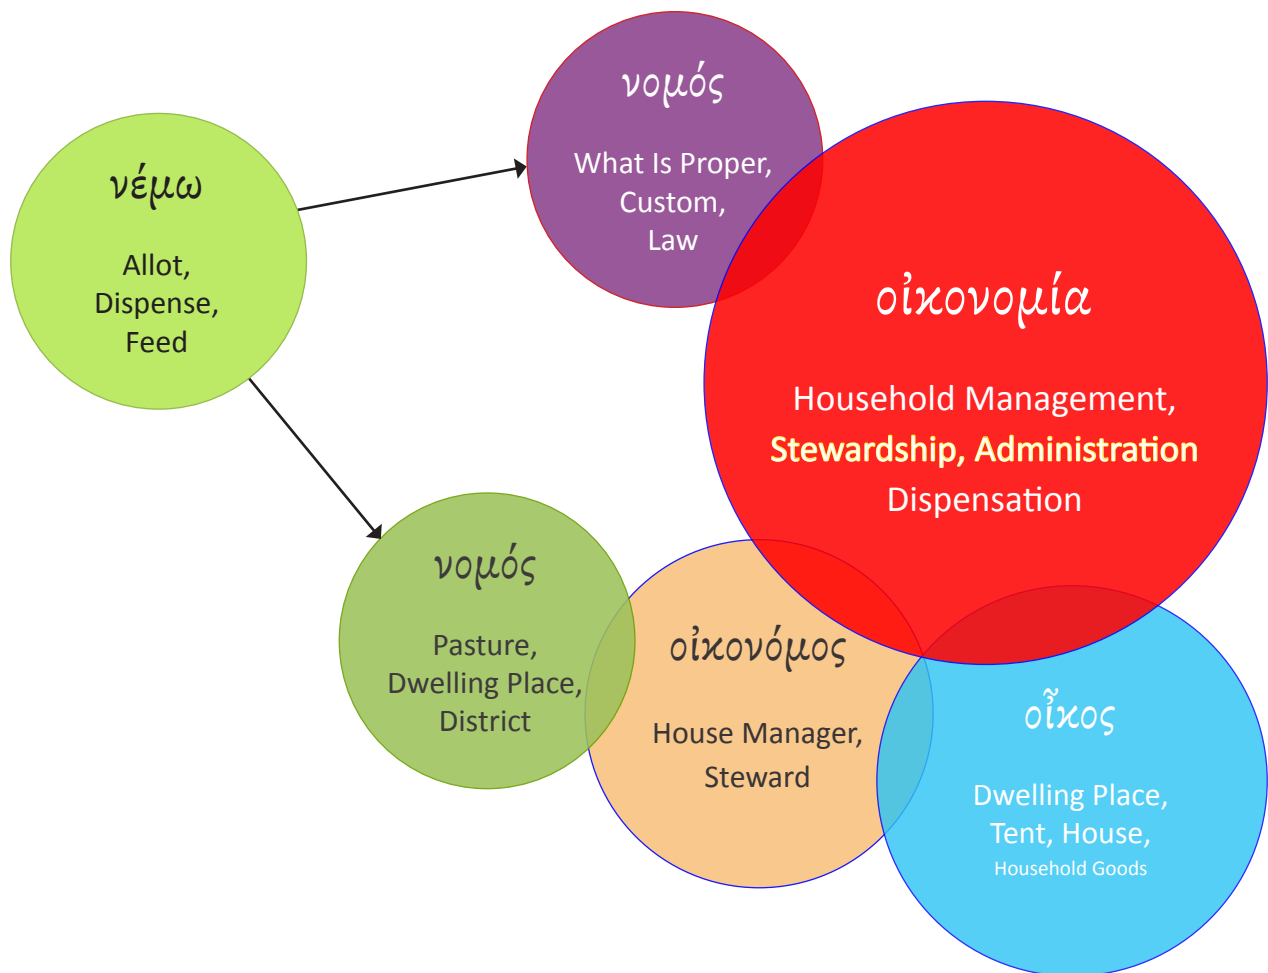 νέμω
Allot,
Dispense,
Feed
νομός
What Is Proper,
Custom,
Law
οἰκονομία
Household Management,
Stewardship, Administration
Dispensation
νομός
Pasture,
Dwelling Place,
District
οἰκονόμος
House Manager,
Steward
οἶκος
Dwelling Place,
Tent, House,
Household Goods